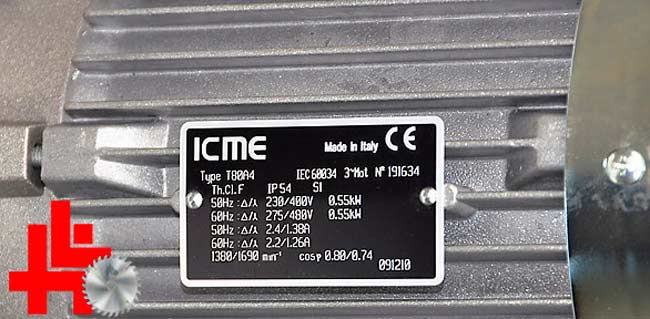 ICME Made in Italy CE
Type T80A4 IEC 60034 3~Mot Nº 191634
Th.Cl.F IP54 S1
50Hz:Δ/⅄ 230/400V 0.55kW
60Hz:Δ/⅄ 275/480V 0.55kW
50Hz:Δ/⅄ 2.4/1.38A
60Hz:Δ/⅄ 2.2/1.26A
1380/1690 min⁻¹ cosφ 0.80/0.74
091210